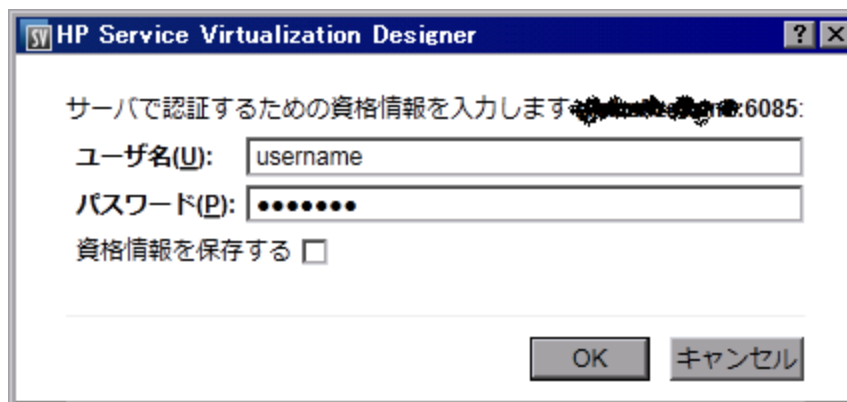 SV HP Service Virtualization Designer ? ×
サーバで認証するための資格情報を入力します :6085:
ユーザ名(U): username
パスワード(P): ●●●●●●●
資格情報を保存する
OK キャンセル